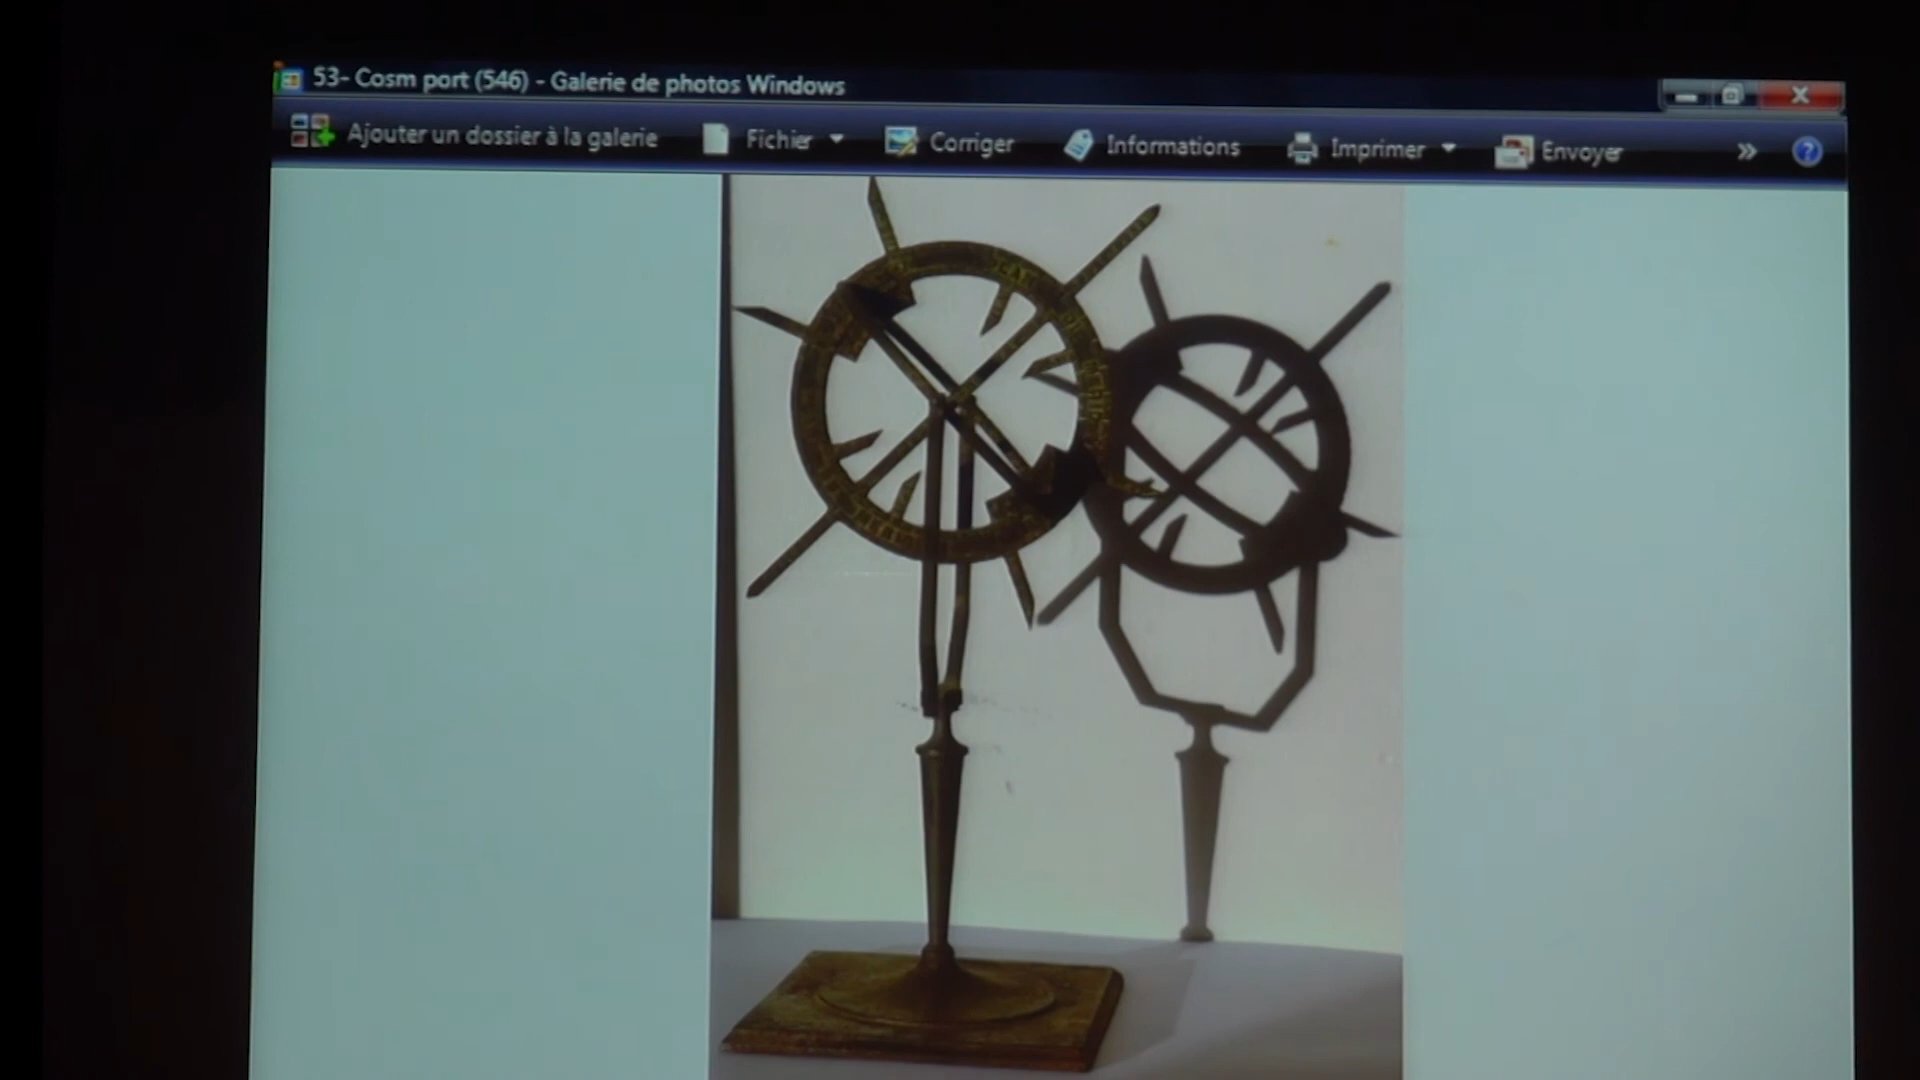 53- Cosm port (546) - Galerie de photos Windows
Ajouter un dossier à la galerie Fichier Corriger Informations Imprimer Envoyer » ?